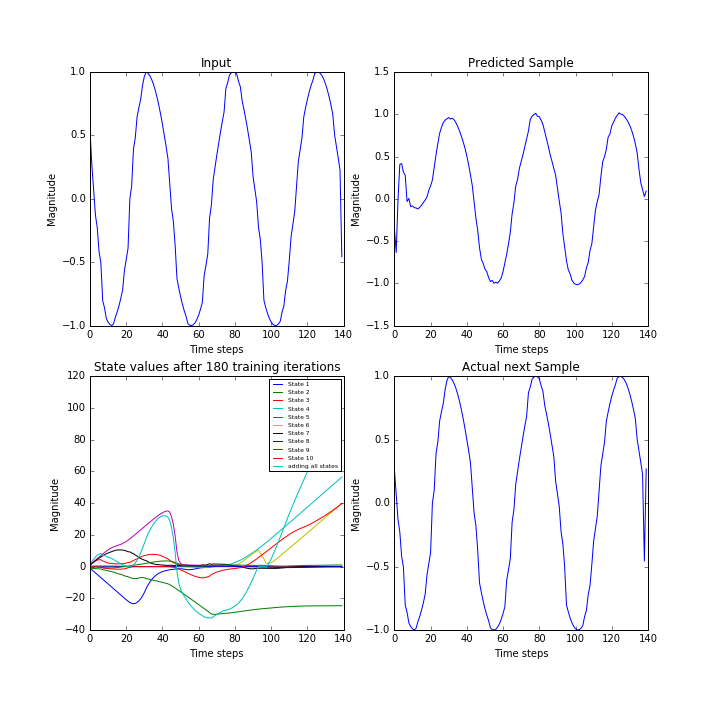 Input
Magnitude
1.0
0.5
0.0
−0.5
−1.0
0 20 40 60 80 100 120 140
Time steps
Predicted Sample
Magnitude
1.5
1.0
0.5
0.0
−0.5
−1.0
−1.5
0 20 40 60 80 100 120 140
Time steps
State values after 180 training iterations
Magnitude
120
100
80
60
40
20
0
−20
−40
0 20 40 60 80 100 120 140
Time steps
State 1
State 2
State 3
State 4
State 5
State 6
State 7
State 8
State 9
State 10
adding all states
Actual next Sample
Magnitude
1.0
0.5
0.0
−0.5
−1.0
0 20 40 60 80 100 120 140
Time steps